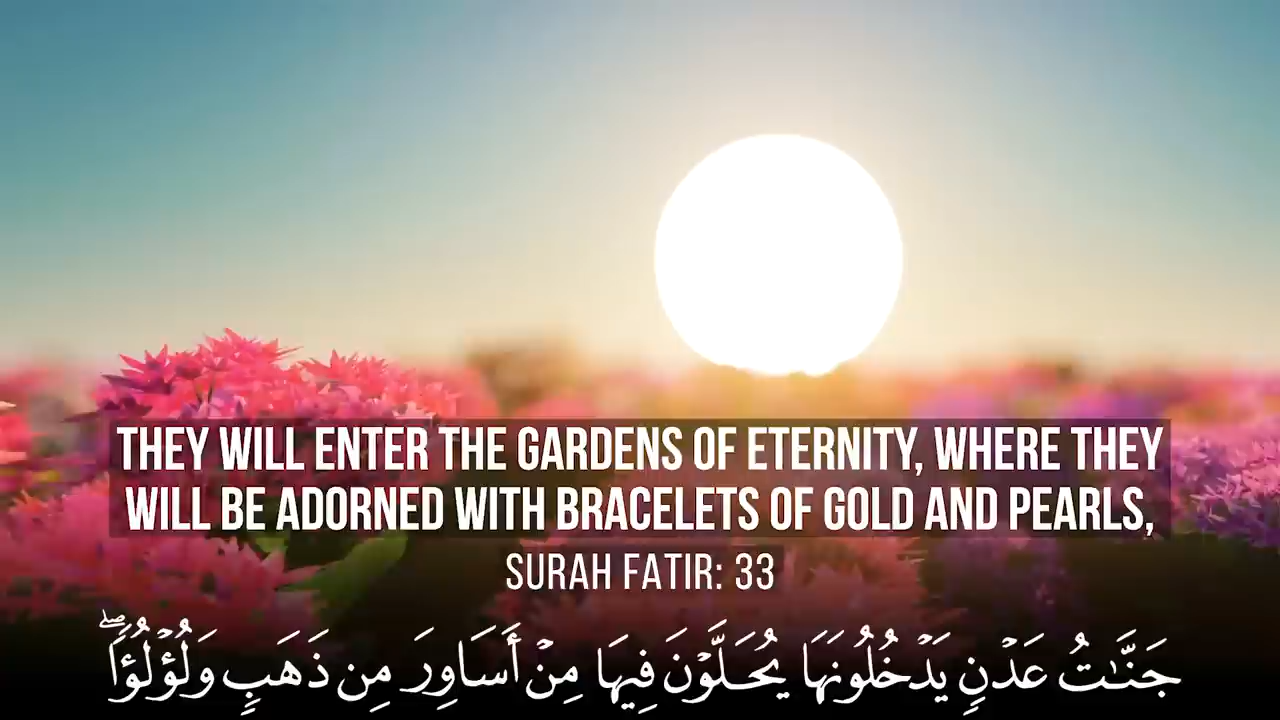 THEY WILL ENTER THE GARDENS OF ETERNITY, WHERE THEY
WILL BE ADORNED WITH BRACELETS OF GOLD AND PEARLS,
SURAH FATIR: 33
جَنَّـٰتُ عَدۡنٍ يَدۡخُلُونَهَا يُحَلَّوۡنَ فِيهَا مِنۡ أَسَاوِرَ مِن ذَهَبٍ وَلُؤۡلُؤٗاۖ